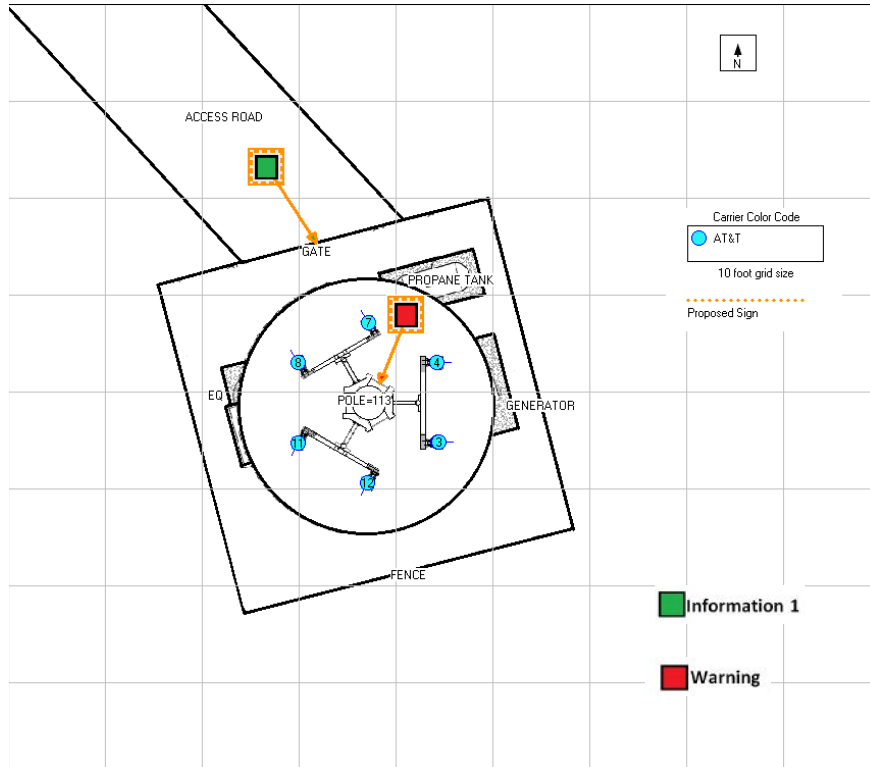 N
ACCESS ROAD
Carrier Color Code
AT&T
GATE
10 foot grid size
PROPANE TANK
Proposed Sign
7
8
4
EQ
POLE=113
GENERATOR
11
3
12
FENCE
Information 1
Warning